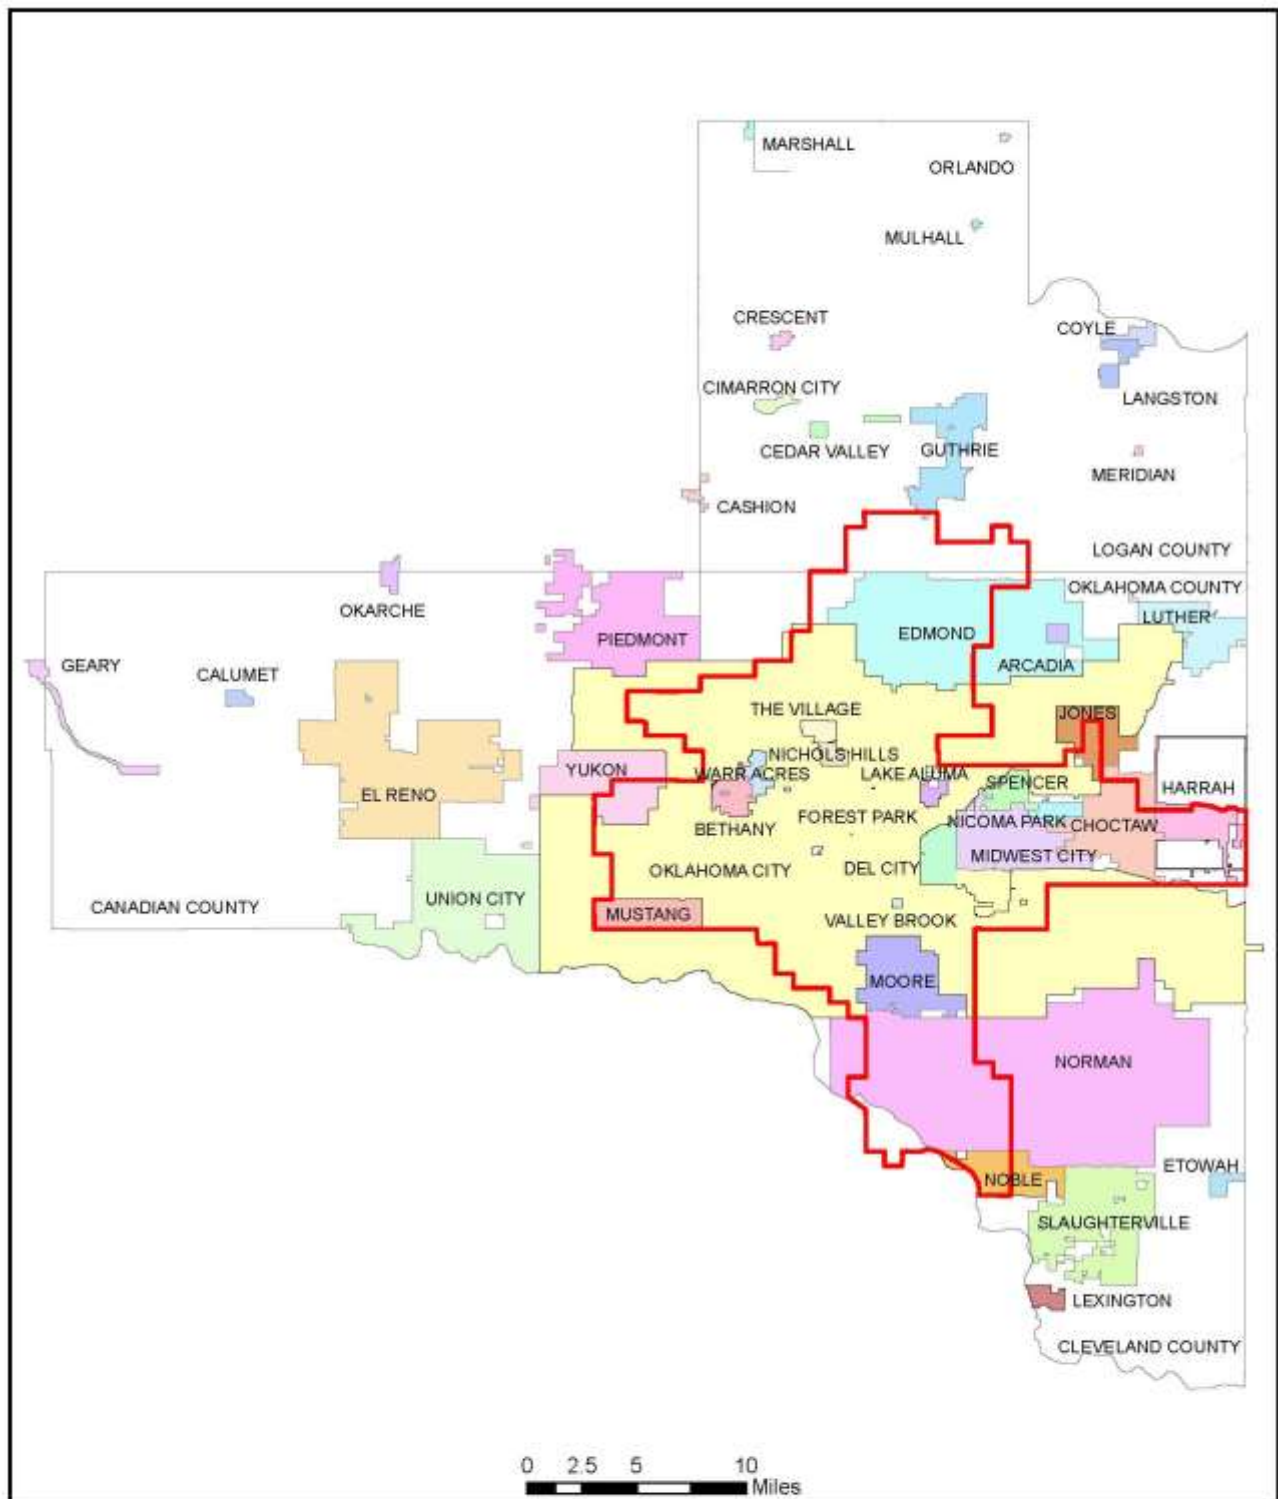 MARSHALL
ORLANDO
MULHALL
CRESCENT
COYLE
CIMARRON CITY
LANGSTON
CEDAR VALLEY
GUTHRIE
MERIDIAN
CASHION
LOGAN COUNTY
OKLAHOMA COUNTY
OKARCHE
LUTHER
PIEDMONT
EDMOND
GEARY
ARCADIA
CALUMET
THE VILLAGE
JONES
NICHOLS HILLS
YUKON
WARR ACRES
LAKE ALUMA
SPENCER
HARRAH
EL RENO
FOREST PARK
NICOMA PARK
CHOCTAW
BETHANY
MIDWEST CITY
OKLAHOMA CITY
DEL CITY
UNION CITY
CANADIAN COUNTY
MUSTANG
VALLEY BROOK
MOORE
NORMAN
ETOWAH
NOBLE
SLAUGHTERVILLE
LEXINGTON
CLEVELAND COUNTY
0 2.5 5 10
Miles